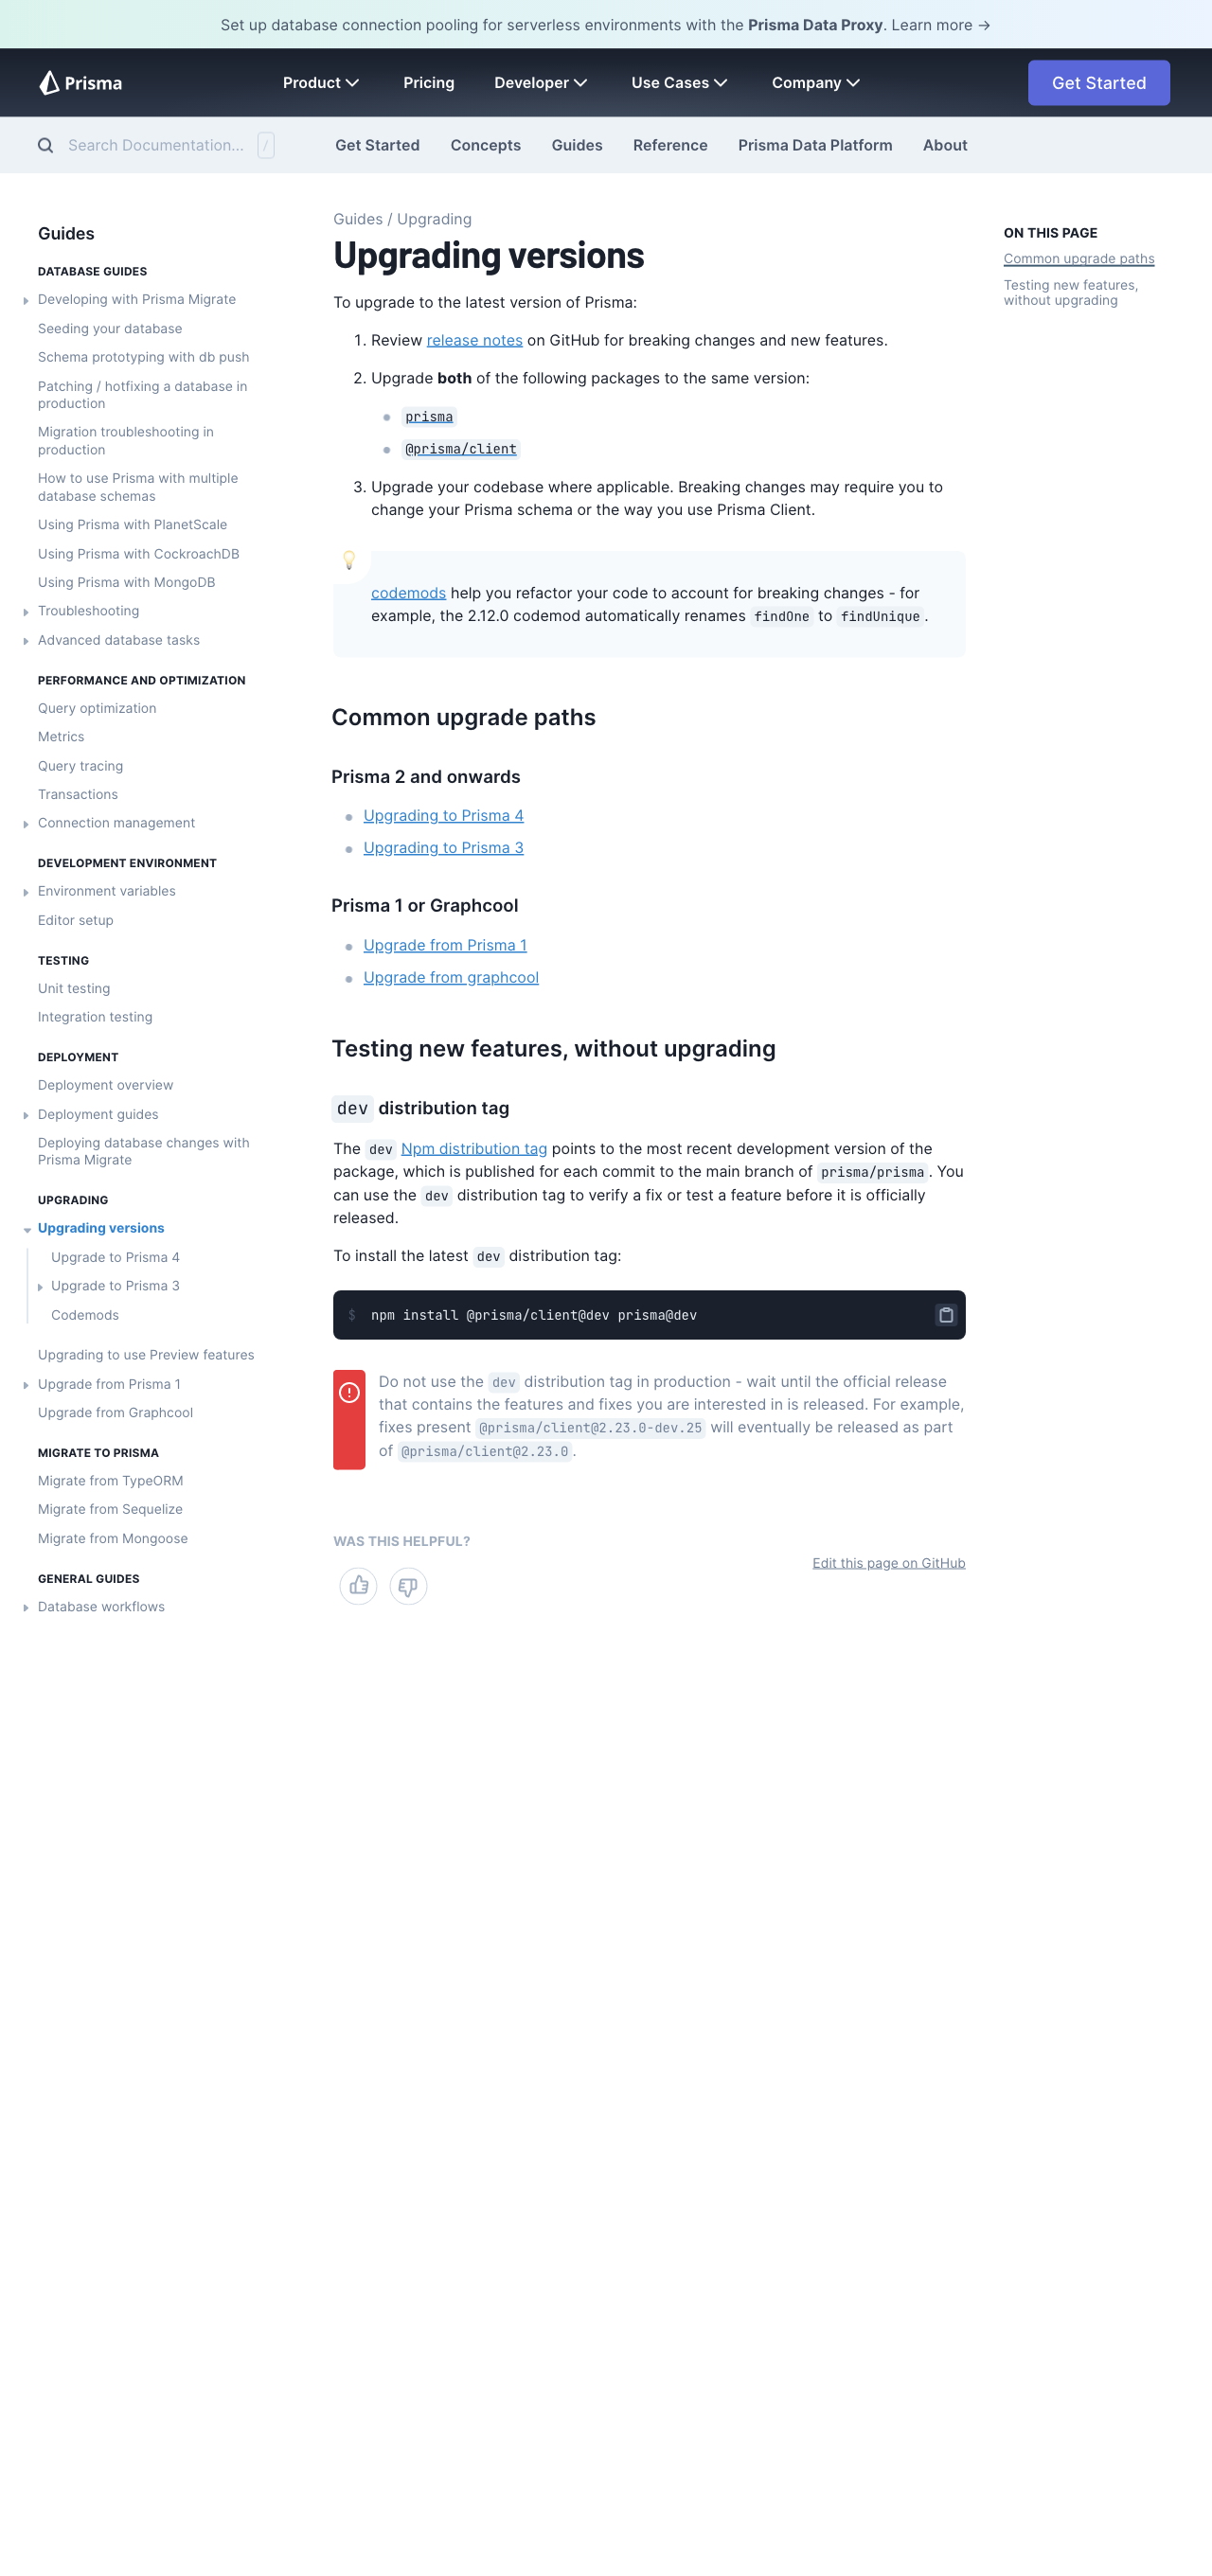 Set up database connection pooling for serverless environments with the Prisma Data Proxy. Learn more →
Prisma
Product
Pricing
Developer
Use Cases
Company
Get Started
Search Documentation...
/
Get Started
Concepts
Guides
Reference
Prisma Data Platform
About
Guides
DATABASE GUIDES
Developing with Prisma Migrate
Seeding your database
Schema prototyping with db push
Patching / hotfixing a database in
production
Migration troubleshooting in
production
How to use Prisma with multiple
database schemas
Using Prisma with PlanetScale
Using Prisma with CockroachDB
Using Prisma with MongoDB
Troubleshooting
Advanced database tasks
PERFORMANCE AND OPTIMIZATION
Query optimization
Metrics
Query tracing
Transactions
Connection management
DEVELOPMENT ENVIRONMENT
Environment variables
Editor setup
TESTING
Unit testing
Integration testing
DEPLOYMENT
Deployment overview
Deployment guides
Deploying database changes with
Prisma Migrate
UPGRADING
Upgrading versions
Upgrade to Prisma 4
Upgrade to Prisma 3
Codemods
Upgrading to use Preview features
Upgrade from Prisma 1
Upgrade from Graphcool
MIGRATE TO PRISMA
Migrate from TypeORM
Migrate from Sequelize
Migrate from Mongoose
GENERAL GUIDES
Database workflows
Guides / Upgrading
Upgrading versions
To upgrade to the latest version of Prisma:
1. Review release notes on GitHub for breaking changes and new features.
2. Upgrade both of the following packages to the same version:
prisma
@prisma/client
3. Upgrade your codebase where applicable. Breaking changes may require you to
change your Prisma schema or the way you use Prisma Client.
codemods help you refactor your code to account for breaking changes - for
example, the 2.12.0 codemod automatically renames findOne to findUnique.
Common upgrade paths
Prisma 2 and onwards
Upgrading to Prisma 4
Upgrading to Prisma 3
Prisma 1 or Graphcool
Upgrade from Prisma 1
Upgrade from graphcool
Testing new features, without upgrading
dev distribution tag
The dev Npm distribution tag points to the most recent development version of the
package, which is published for each commit to the main branch of prisma/prisma. You
can use the dev distribution tag to verify a fix or test a feature before it is officially
released.
To install the latest dev distribution tag:
$ npm install @prisma/client@dev prisma@dev
Do not use the dev distribution tag in production - wait until the official release
that contains the features and fixes you are interested in is released. For example,
fixes present @prisma/client@2.23.0-dev.25 will eventually be released as part
of @prisma/client@2.23.0.
WAS THIS HELPFUL?
Edit this page on GitHub
ON THIS PAGE
Common upgrade paths
Testing new features,
without upgrading